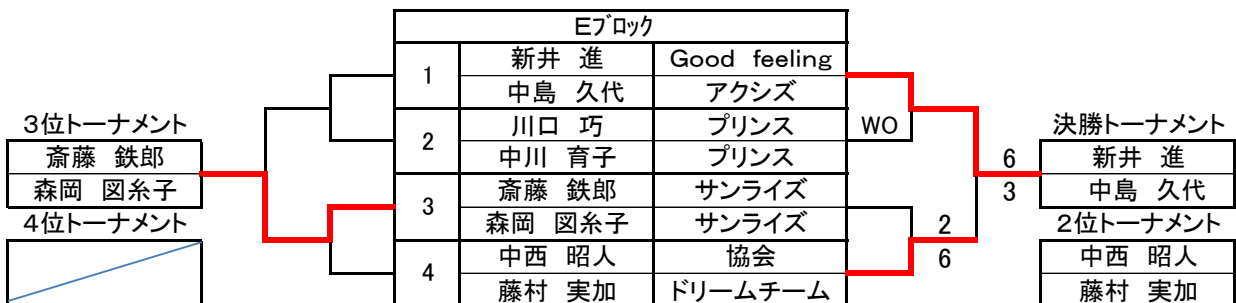 Eブロック
1 新井 進 Good feeling
中島 久代 アクシズ
2 川口 巧 プリンス WO
中川 育子 プリンス
3 斎藤 鉄郎 サンライズ
森岡 図糸子 サンライズ
4 中西 昭人 協会
藤村 実加 ドリームチーム
2
6
6
3
3位トーナメント
斎藤 鉄郎
森岡 図糸子
4位トーナメント
決勝トーナメント
新井 進
中島 久代
2位トーナメント
中西 昭人
藤村 実加